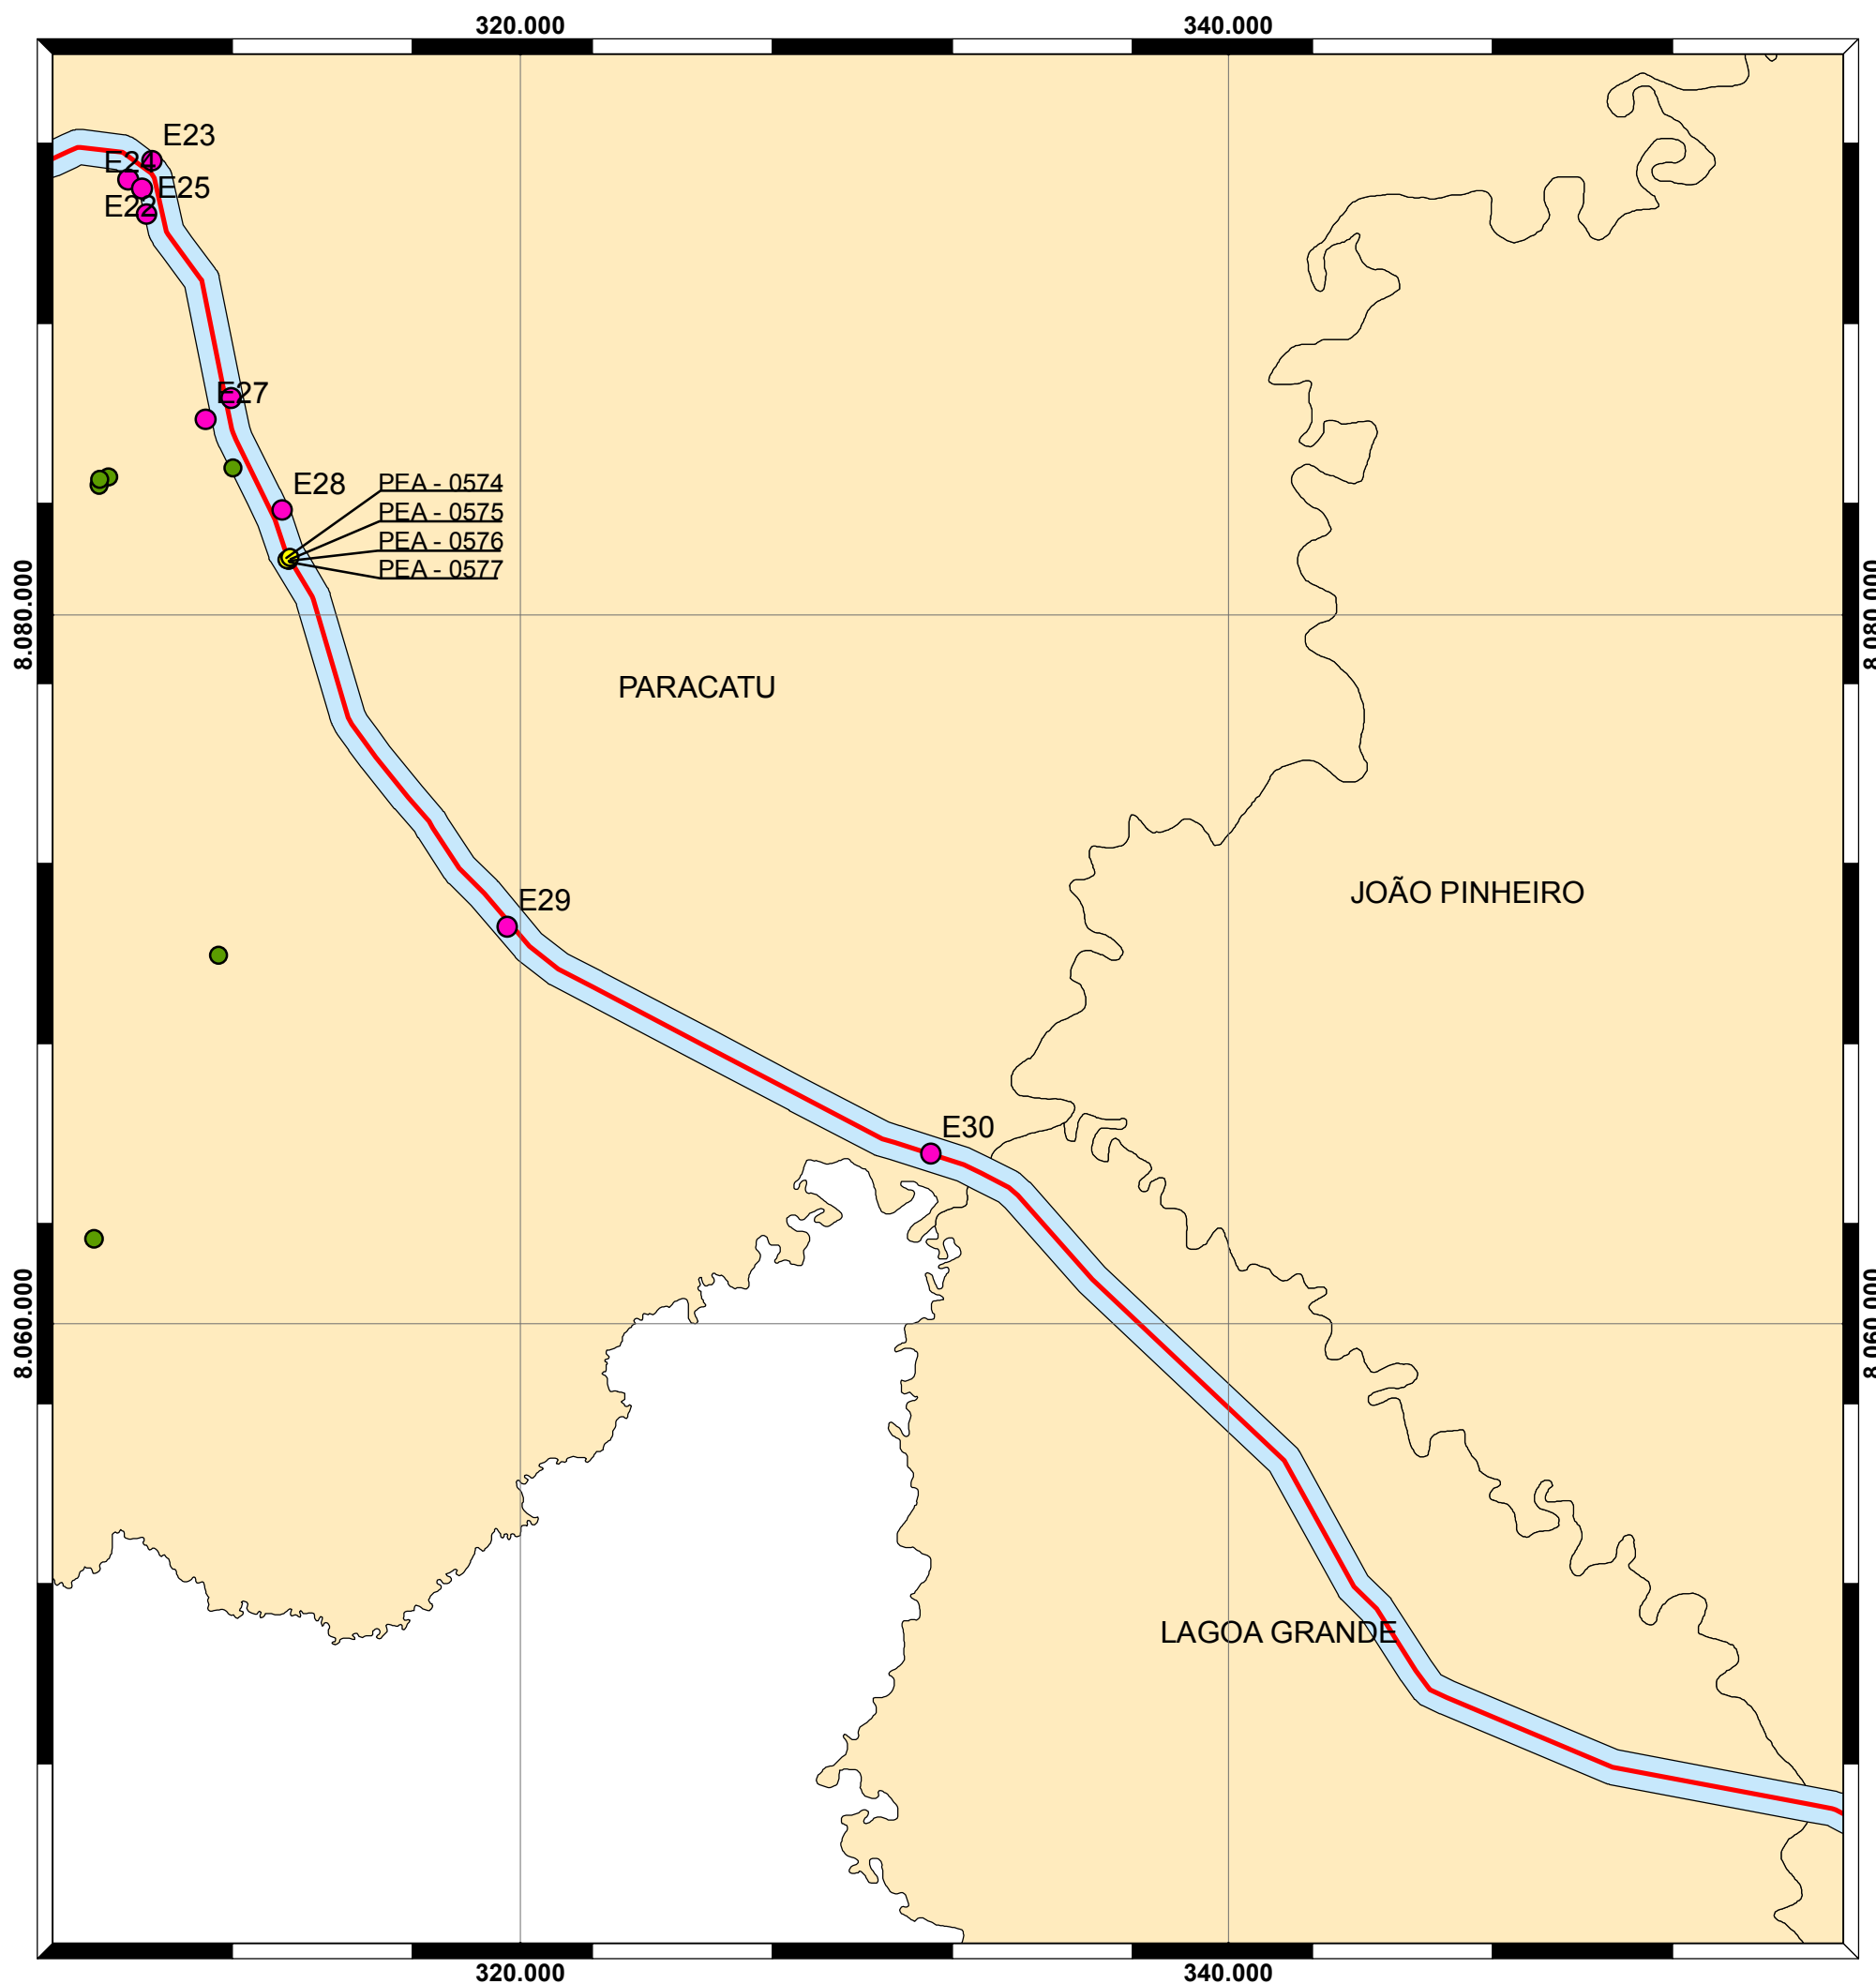 320.000
340.000
E23
E24
E25
E22
E27
E28
PEA - 0574
PEA - 0575
PEA - 0576
PEA - 0577
8.080.000
8.080.000
PARACATU
JOÃO PINHEIRO
E29
E30
8.060.000
8.060.000
LAGOA GRANDE
320.000
340.000